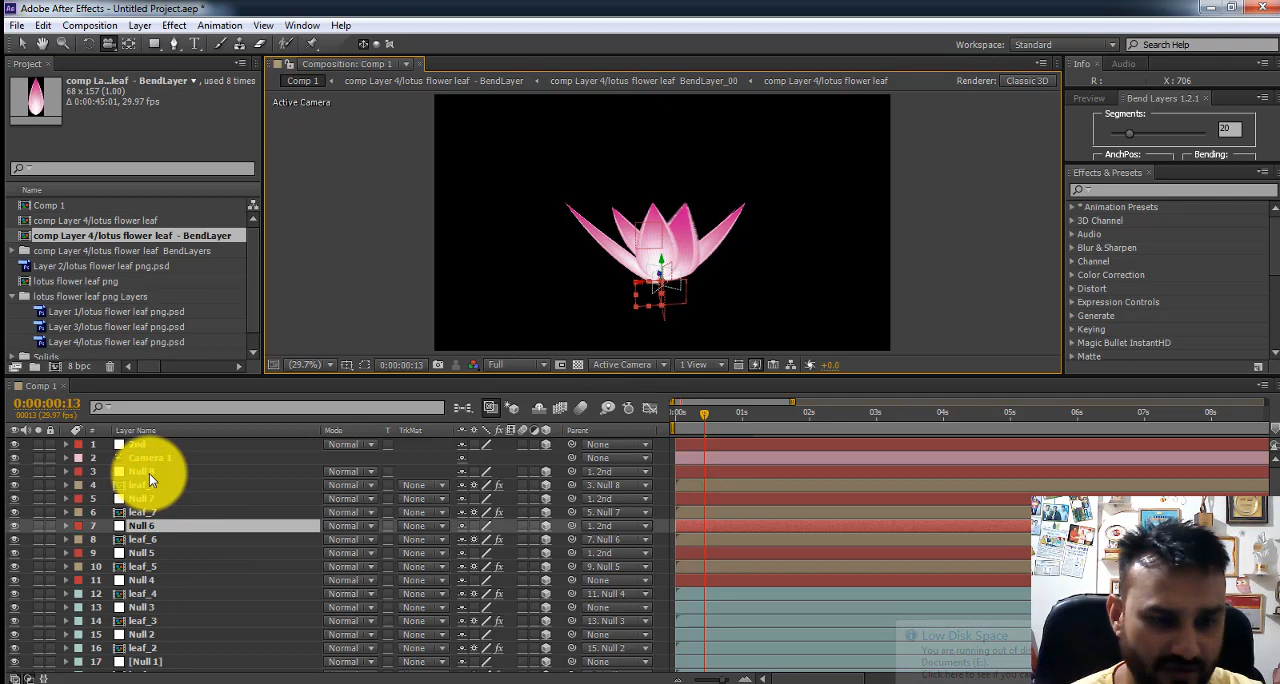 Adobe After Effects - Untitled Project.aep *
File Edit Composition Layer Effect Animation View Window Help
Workspace: Standard Search Help
Project
Composition: Comp 1
Info Audio
comp La...leaf - BendLayer , used 8 times
68 x 157 (1.00)
Δ 0:00:45:01, 29.97 fps
Comp 1 comp Layer 4/lotus flower leaf - BendLayer comp Layer 4/lotus flower leaf BendLayer_00 comp Layer 4/lotus flower leaf
Renderer: Classic 3D
R : X : 706
Active Camera
Preview Bend Layers 1.2.1
Segments:
20
AnchPos: Bending:
Effects & Presets
* Animation Presets
3D Channel
Audio
Blur & Sharpen
Channel
Color Correction
Distort
Expression Controls
Generate
Keying
Magic Bullet InstantHD
Matte
Name
Comp 1
comp Layer 4/lotus flower leaf
comp Layer 4/lotus flower leaf - BendLayer
comp Layer 4/lotus flower leaf BendLayers
Layer 2/lotus flower leaf png.psd
lotus flower leaf png
lotus flower leaf png Layers
Layer 1/lotus flower leaf png.psd
Layer 3/lotus flower leaf png.psd
Layer 4/lotus flower leaf png.psd
Solids
8 bpc
(29.7%) 0:00:00:13 Full Active Camera 1 View +0.0
Comp 1
0:00:00:13
00013 (29.97 fps)
# Layer Name Mode T TrkMat Parent
:00s 01s 02s 03s 04s 05s 06s 07s 08s
1 2nd Normal None
2 Camera 1 None
3 Null 8 Normal 1. 2nd
4 leaf Normal None 3. Null 8
5 Null 7 Normal 1. 2nd
6 leaf_7 Normal None 5. Null 7
7 Null 6 Normal 1. 2nd
8 leaf_6 Normal None 7. Null 6
9 Null 5 Normal 1. 2nd
10 leaf_5 Normal None 9. Null 5
11 Null 4 Normal None None
12 leaf_4 Normal None 11. Null 4
13 Null 3 Normal None None
14 leaf_3 Normal None 13. Null 3
15 Null 2 Normal None None
16 leaf_2 Normal None 15. Null 2
17 [Null 1] Normal None None
Low Disk Space
You are running out of dis
Documents (E:).
Click here to see if you can